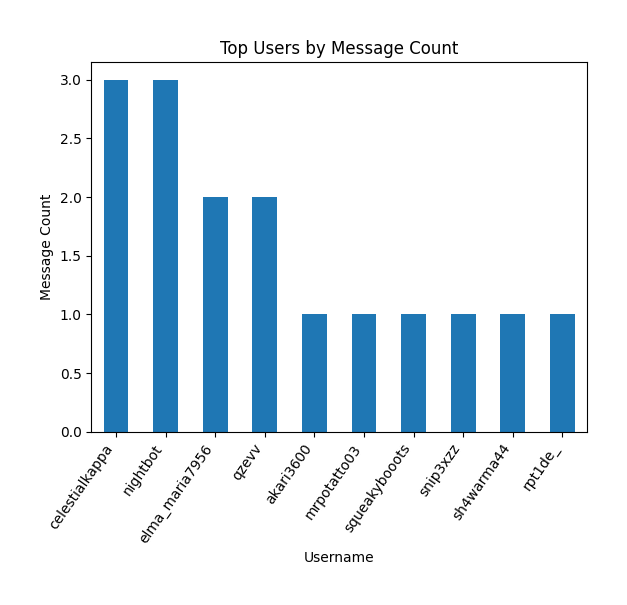 Top Users by Message Count
Message Count
3.0
2.5
2.0
1.5
1.0
0.5
0.0
celestialkappa
nightbot
elma_maria7956
qzevv
akari3600
mrpotatto03
squeakybooots
snip3xzz
sh4warma44
rpt1de_
Username